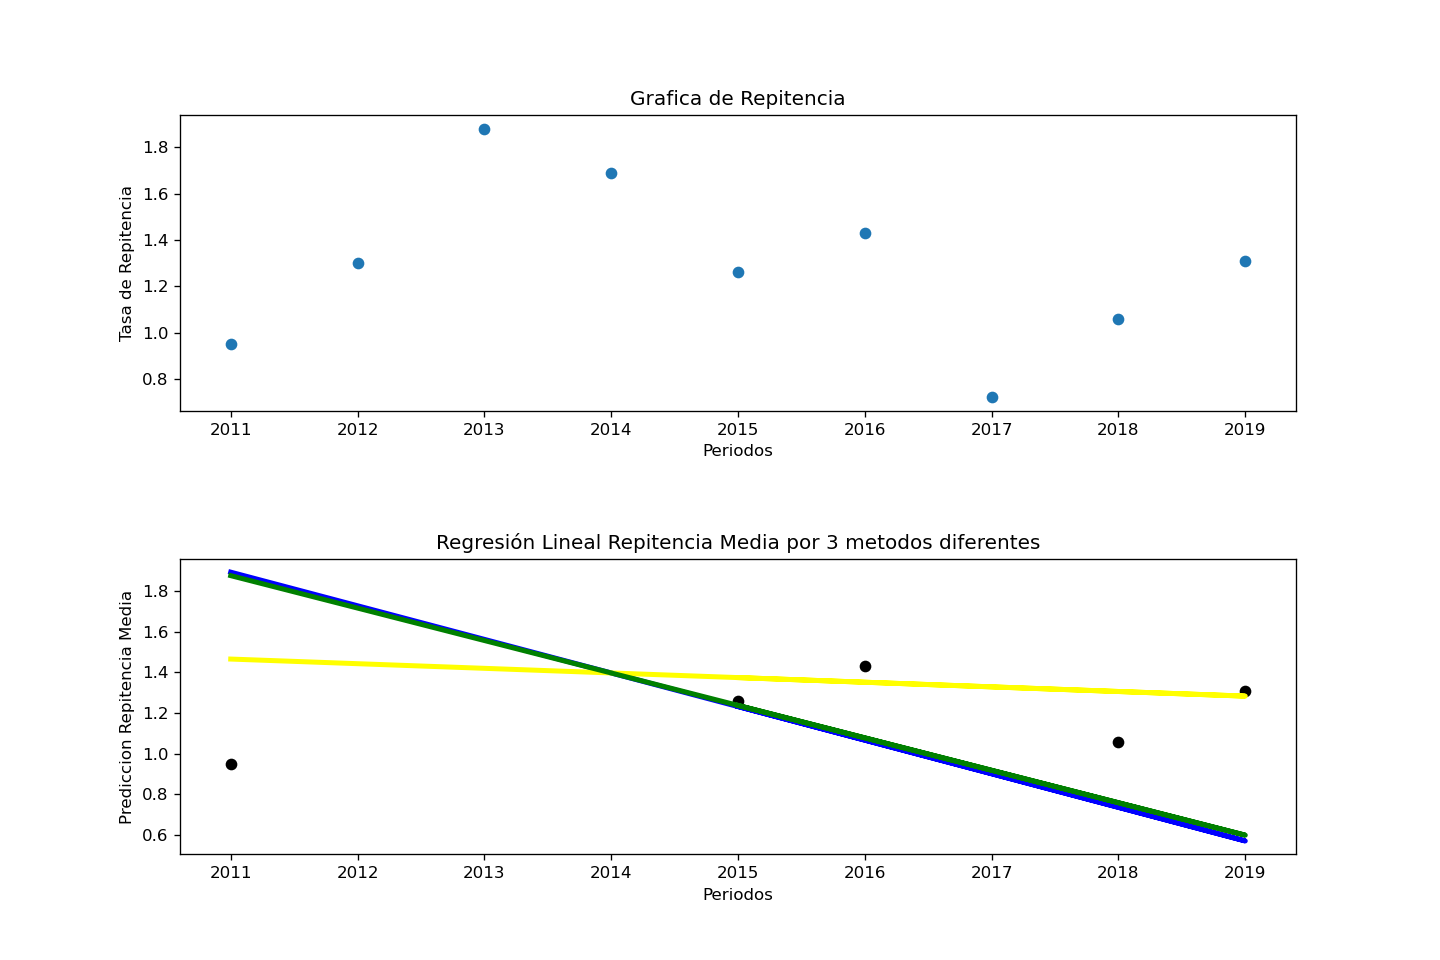 Grafica de Repitencia
Tasa de Repitencia
1.8
1.6
1.4
1.2
1.0
0.8
2011 2012 2013 2014 2015 2016 2017 2018 2019
Periodos
Regresión Lineal Repitencia Media por 3 metodos diferentes
Prediccion Repitencia Media
1.8
1.6
1.4
1.2
1.0
0.8
0.6
2011 2012 2013 2014 2015 2016 2017 2018 2019
Periodos